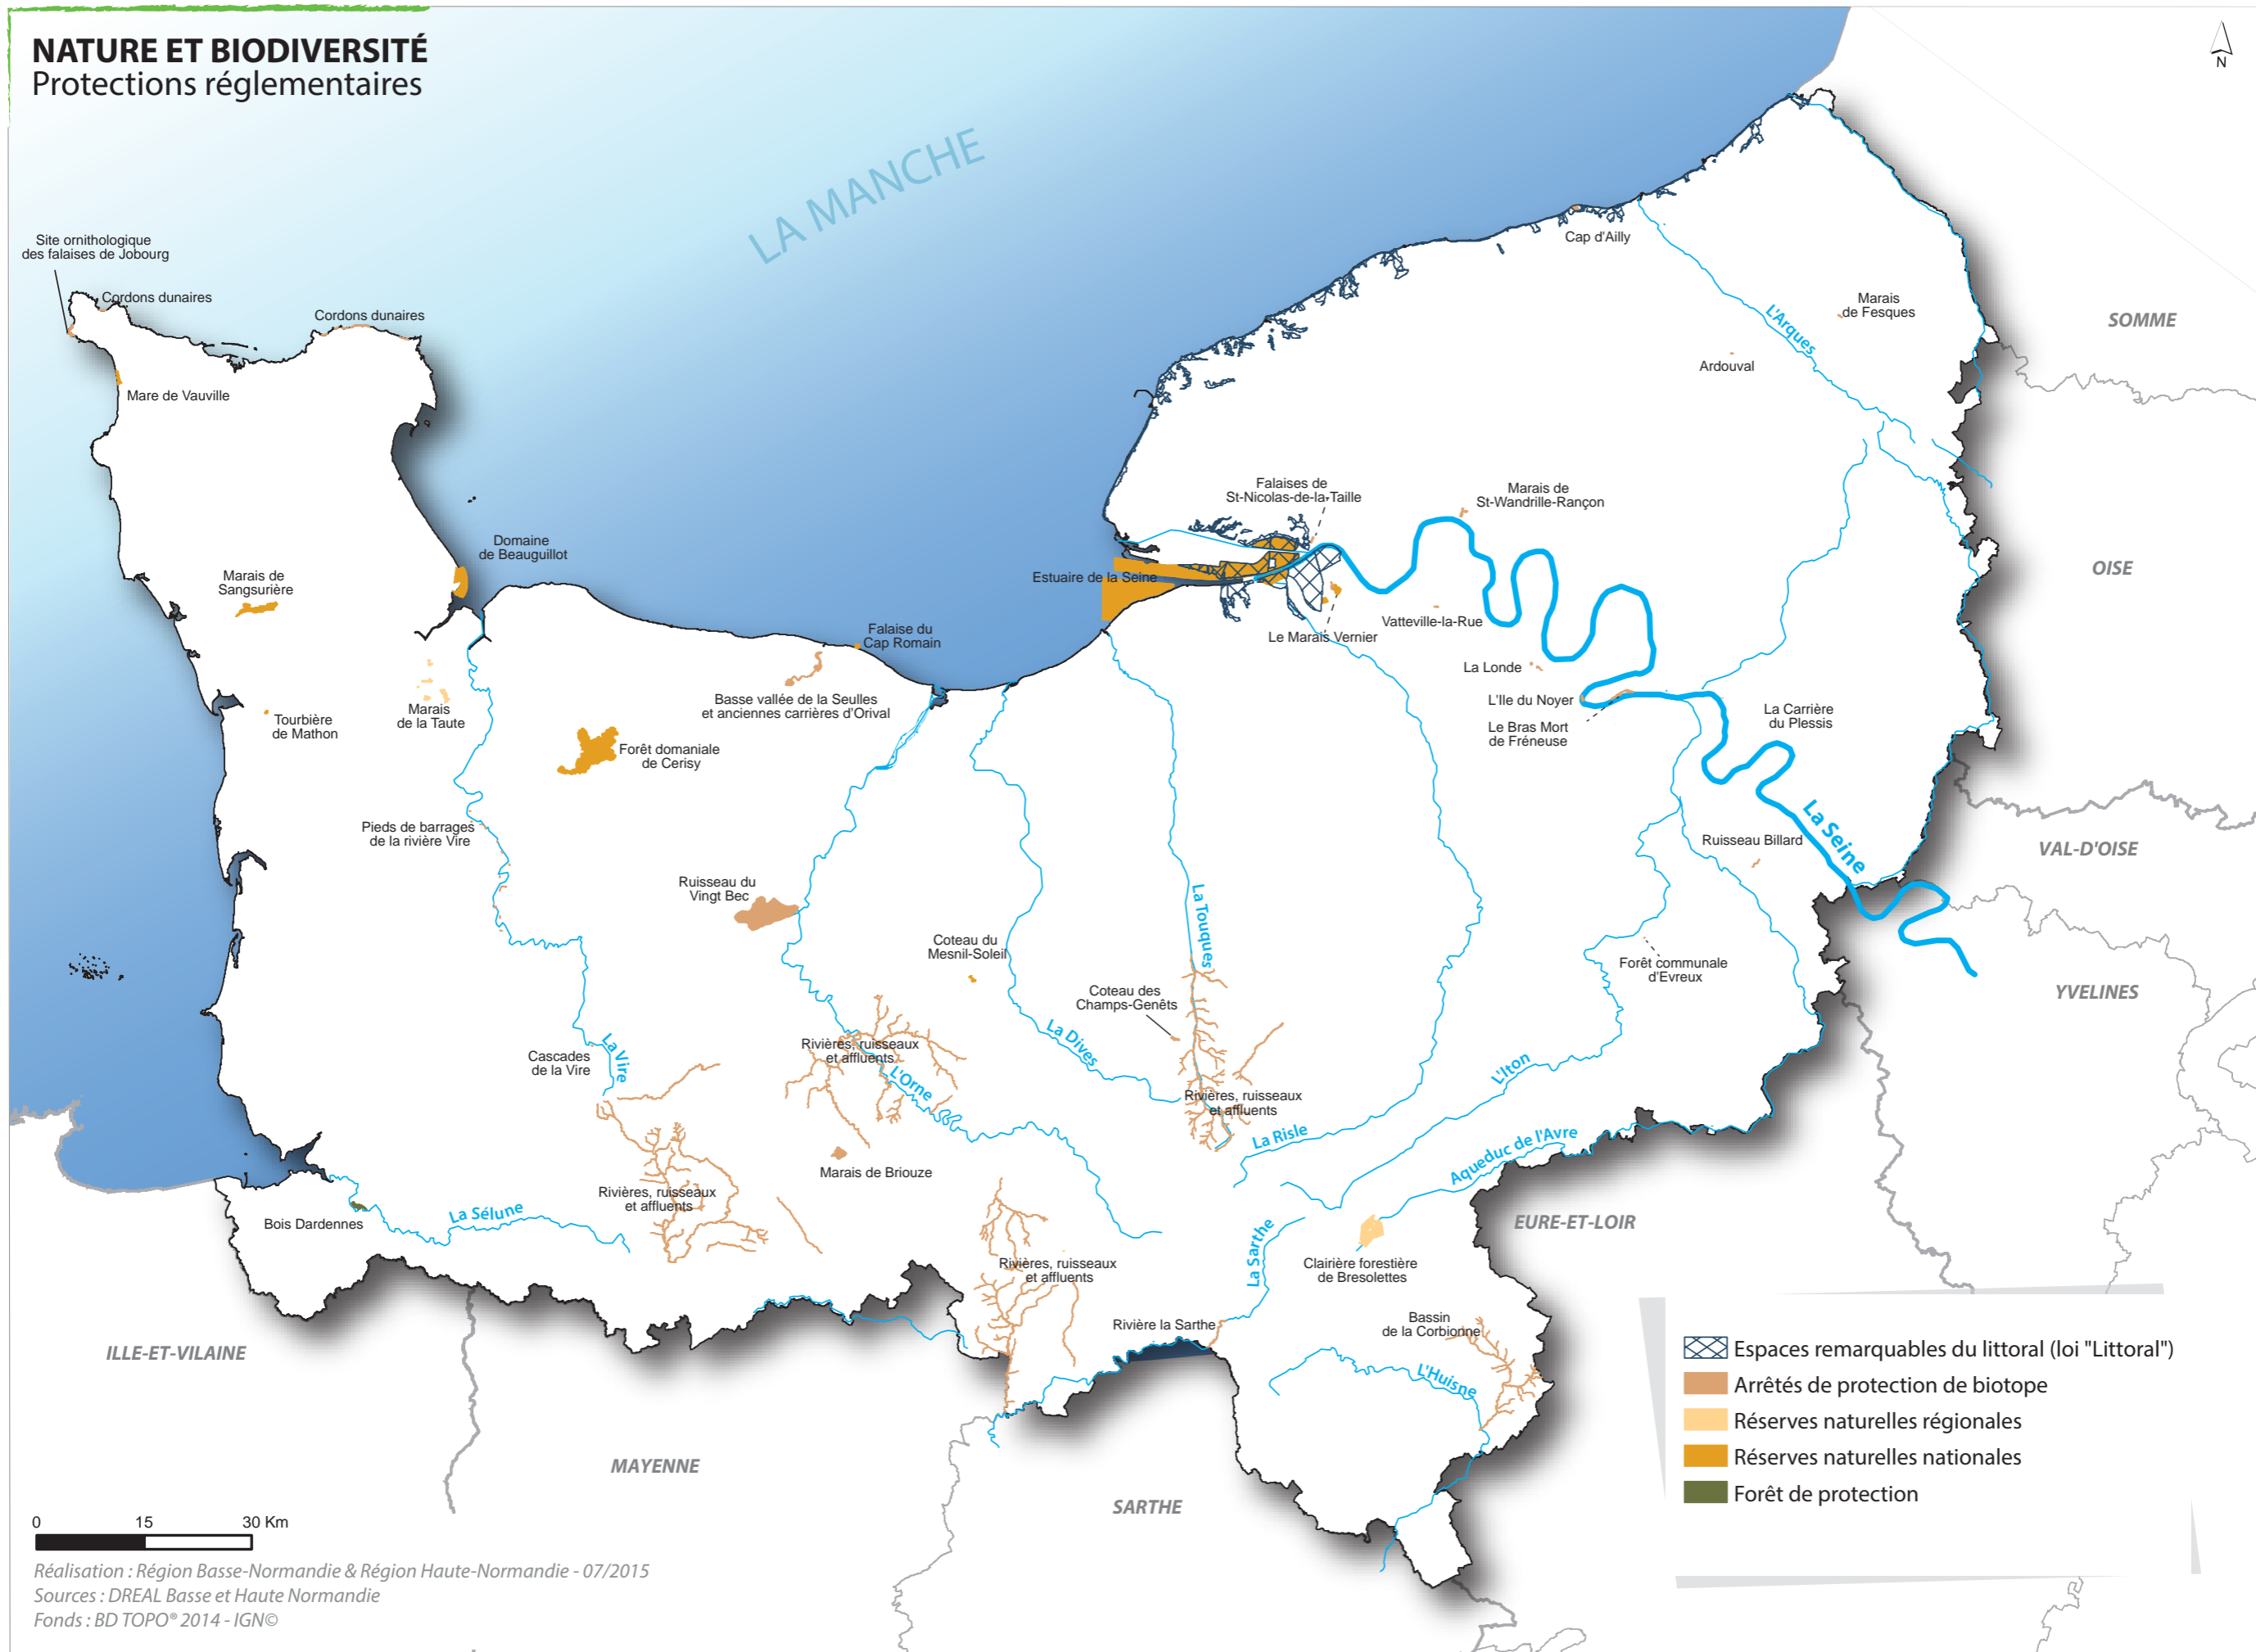 NATURE ET BIODIVERSITÉ
Protections réglementaires
N
LA MANCHE
Site ornithologique
des falaises de Jobourg
Cordons dunaires
Cordons dunaires
Mare de Vauville
Cap d'Ailly
Marais
de Fesques
L'Arques
Ardouval
SOMME
Falaises de
St-Nicolas-de-la-Taille
Marais de
St-Wandrille-Rançon
Domaine
de Beauguillot
Estuaire de la Seine
OISE
Marais de
Sangsurière
Falaise du
Cap Romain
Le Marais Vernier
Vatteville-la-Rue
La Londe
L'Ile du Noyer
Le Bras Mort
de Fréneuse
La Carrière
du Plessis
Basse vallée de la Seulles
et anciennes carrières d'Orival
Marais
de la Taute
Tourbière
de Mathon
Forêt domaniale
de Cerisy
Pieds de barrages
de la rivière Vire
La Seine
Ruisseau Billard
VAL-D'OISE
Ruisseau du
Vingt Bec
La Touques
Coteau du
Mesnil-Soleil
Forêt communale
d'Evreux
Coteau des
Champs-Genêts
YVELINES
La Dives
Rivières, ruisseaux
et affluents
L'Orne
Cascades
de la Vire
La Vire
L'Iton
Rivières, ruisseaux
et affluents
La Risle
Aqueduc de l'Avre
Marais de Briouze
Rivières, ruisseaux
et affluents
Bois Dardennes
La Sélune
EURE-ET-LOIR
La Sarthe
Rivières, ruisseaux
et affluents
Clairière forestière
de Bresolettes
Rivière la Sarthe
Bassin
de la Corbionne
L'Huisne
ILLE-ET-VILAINE
MAYENNE
SARTHE
Espaces remarquables du littoral (loi "Littoral")
Arrêtés de protection de biotope
Réserves naturelles régionales
Réserves naturelles nationales
Forêt de protection
0 15 30 Km
Réalisation : Région Basse-Normandie & Région Haute-Normandie - 07/2015
Sources : DREAL Basse et Haute Normandie
Fonds : BD TOPO® 2014 - IGN©